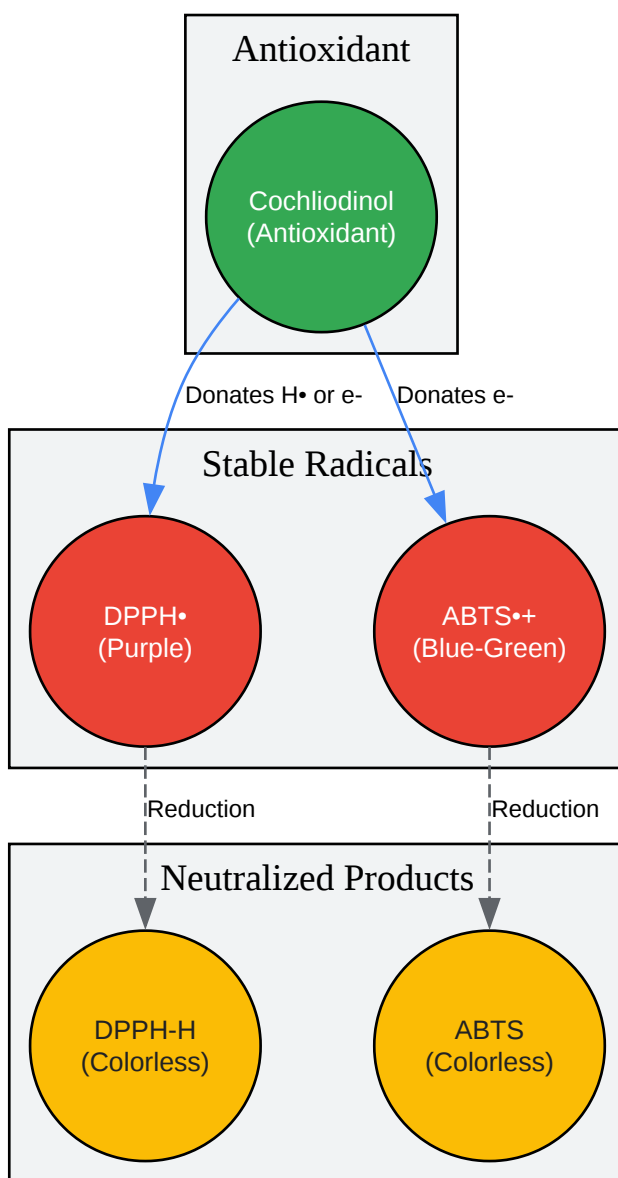 Antioxidant
Cochliodinol
(Antioxidant)
Donates H• or e-
Donates e-
Stable Radicals
DPPH•
(Purple)
ABTS•+
(Blue-Green)
Reduction
Reduction
Neutralized Products
DPPH-H
(Colorless)
ABTS
(Colorless)